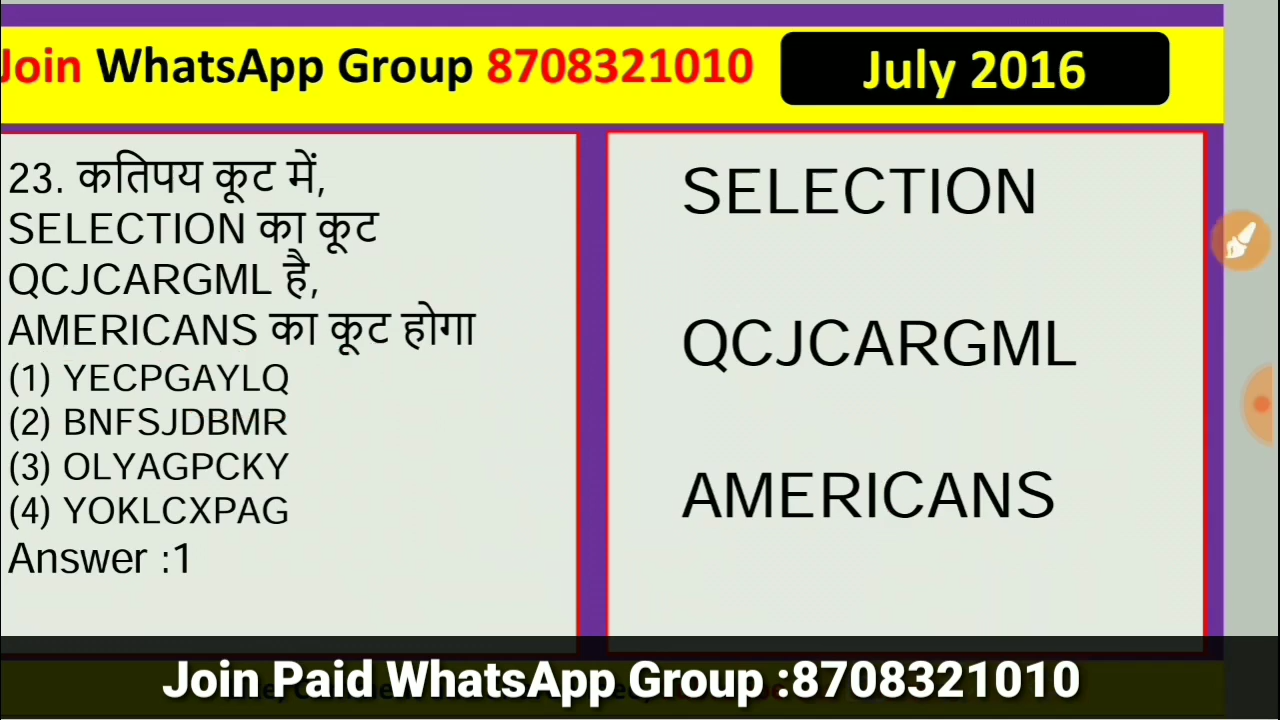 Join WhatsApp Group 8708321010
July 2016
23. कतिपय कूट में,
SELECTION का कूट
QCJCARGML है,
AMERICANS का कूट होगा
(1) YECPGAYLQ
(2) BNFSJDBMR
(3) OLYAGPCKY
(4) YOKLCXPAG
Answer :1
SELECTION
QCJCARGML
AMERICANS
Join Paid WhatsApp Group :8708321010